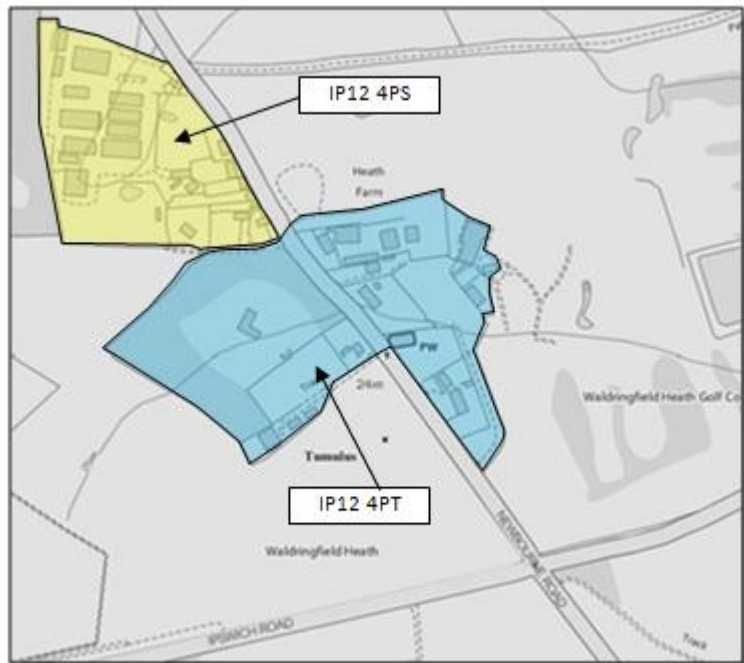 IP12 4PS
Heath
Farm
PW
24m
Waldringfield Heath Golf Co
Tumulus
IP12 4PT
Waldringfield Heath
NEWBOURNE ROAD
IPSWICH ROAD
Track